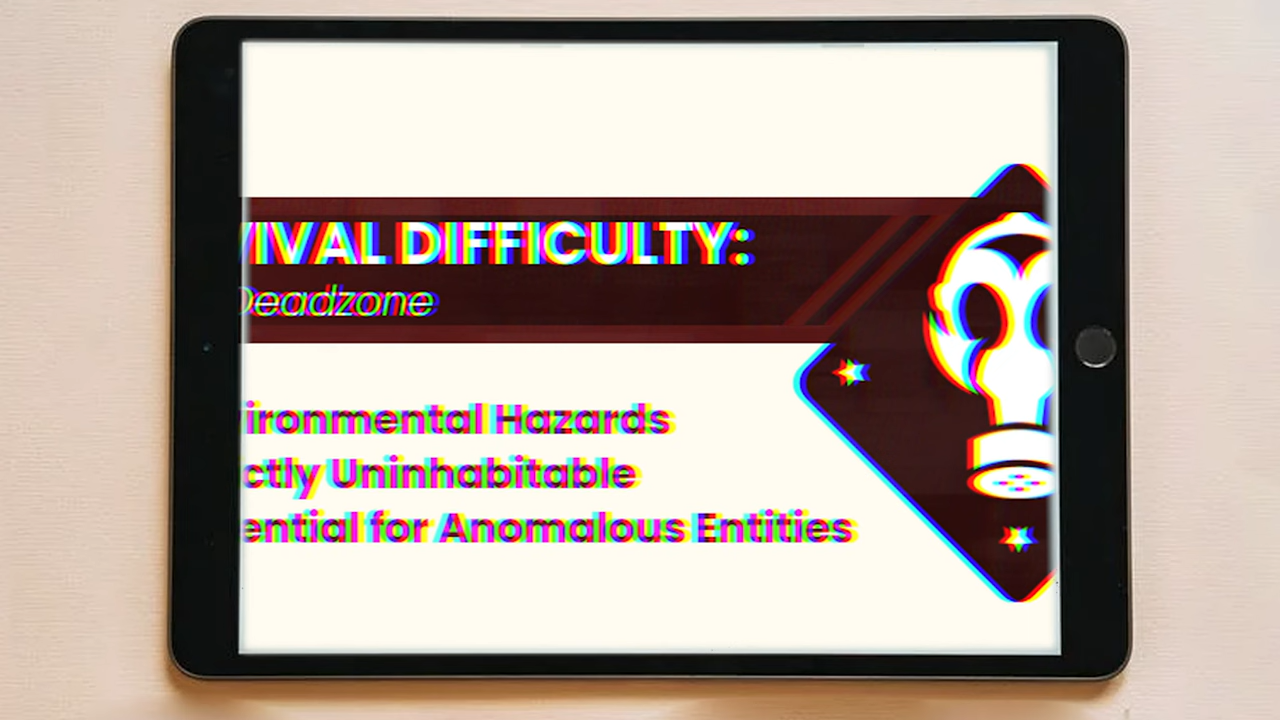 VIVAL DIFFICULTY:
Deadzone
ironmental Hazards
ctly Uninhabitable
ential for Anomalous Entities